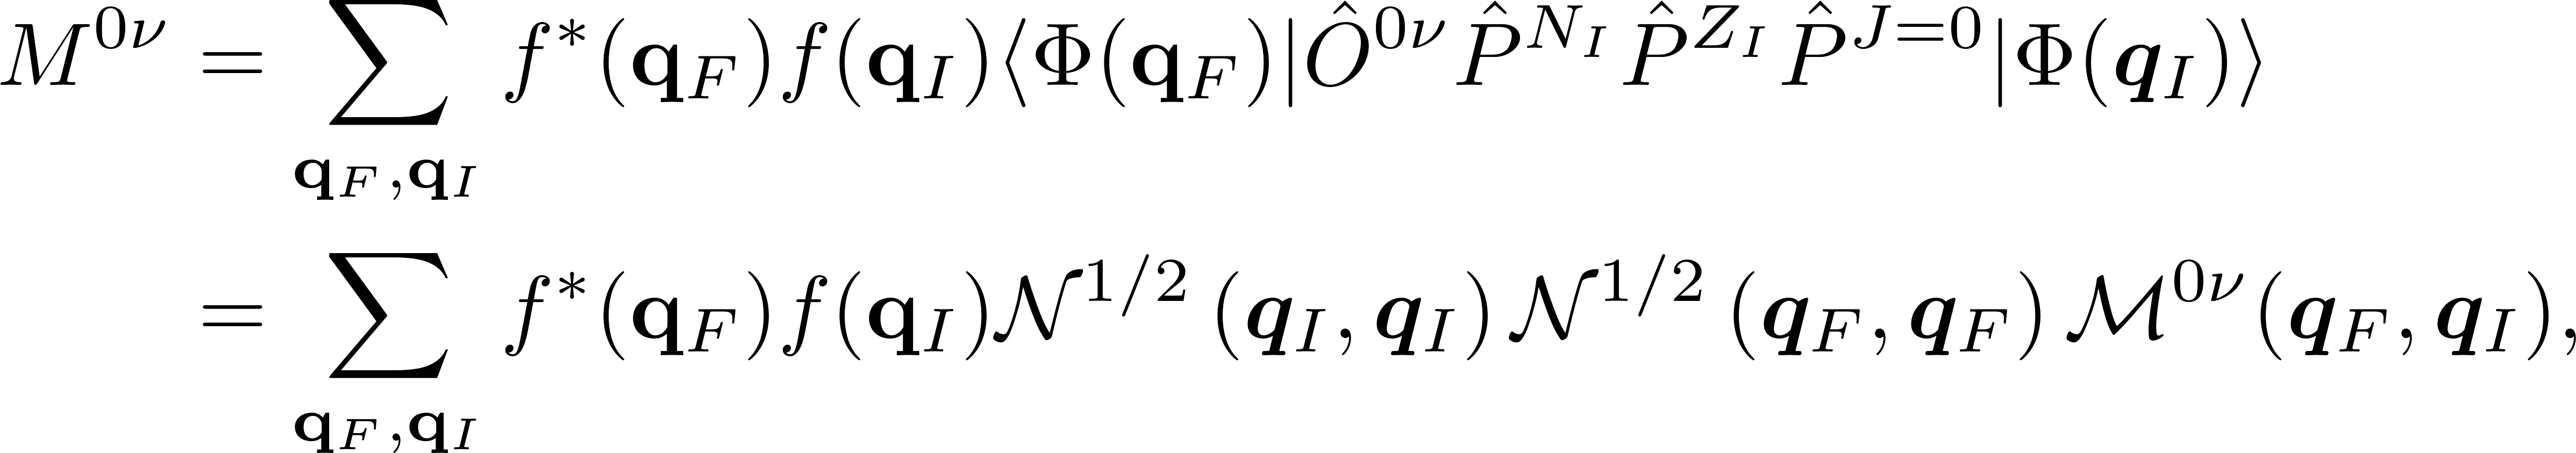 M^{0\nu} = \sum_{\mathbf{q}_F,\mathbf{q}_I} f^*(\mathbf{q}_F) f(\mathbf{q}_I) \langle \Phi(\mathbf{q}_F) | \hat{O}^{0\nu} \hat{P}^{N_I} \hat{P}^{Z_I} \hat{P}^{J=0} | \Phi(\boldsymbol{q}_I) \rangle
= \sum_{\mathbf{q}_F,\mathbf{q}_I} f^*(\mathbf{q}_F) f(\mathbf{q}_I) \mathcal{N}^{1/2} (\boldsymbol{q}_I, \boldsymbol{q}_I) \mathcal{N}^{1/2} (\boldsymbol{q}_F, \boldsymbol{q}_F) \mathcal{M}^{0\nu} (\boldsymbol{q}_F, \boldsymbol{q}_I),